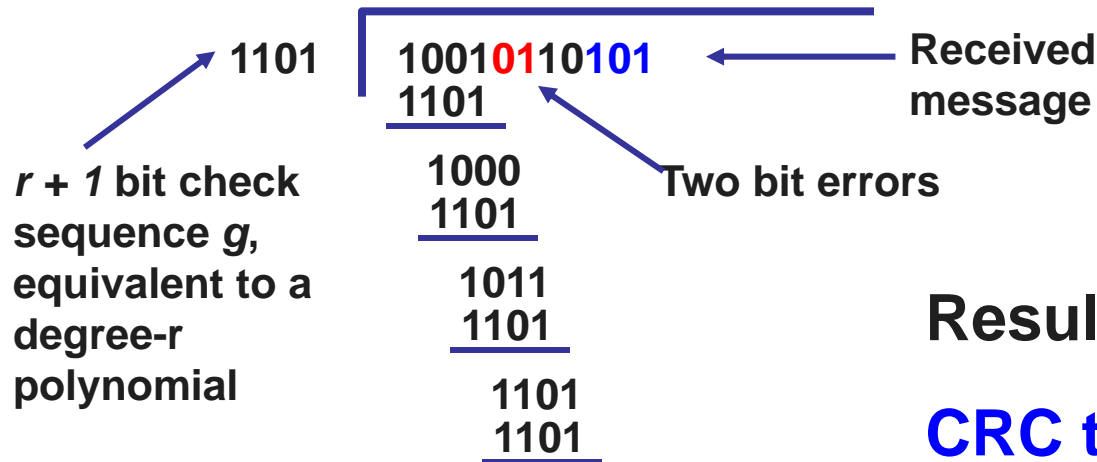 1101
10010110101
Received
message
1101
1000
1101
1011
1101
1101
1101
r + 1 bit check
sequence g,
equivalent to a
degree-r
polynomial
Two bit errors
Resul
CRC t